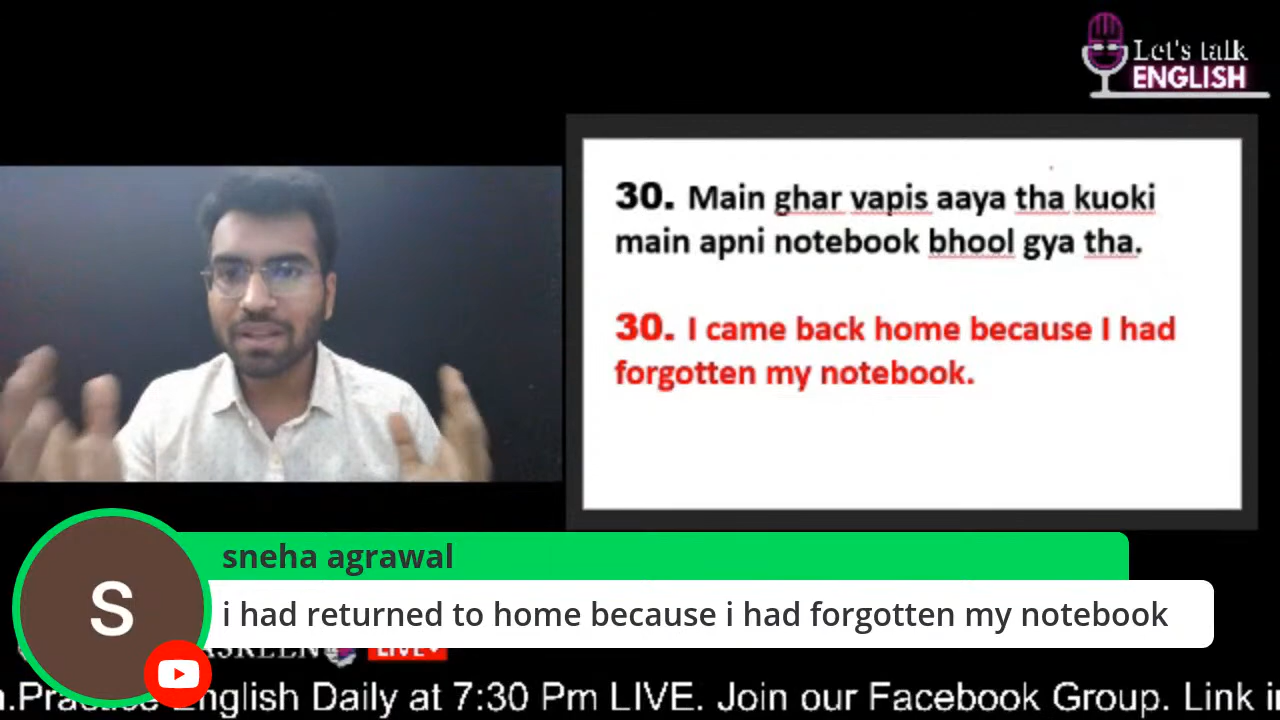 Let's talk
ENGLISH
30. Main ghar vapis aaya tha kuoki
main apni notebook bhool gya tha.
30. I came back home because I had
forgotten my notebook.
sneha agrawal
S
i had returned to home because i had forgotten my notebook
LIVE
English Daily at 7:30 Pm LIVE. Join our Facebook Group. Link